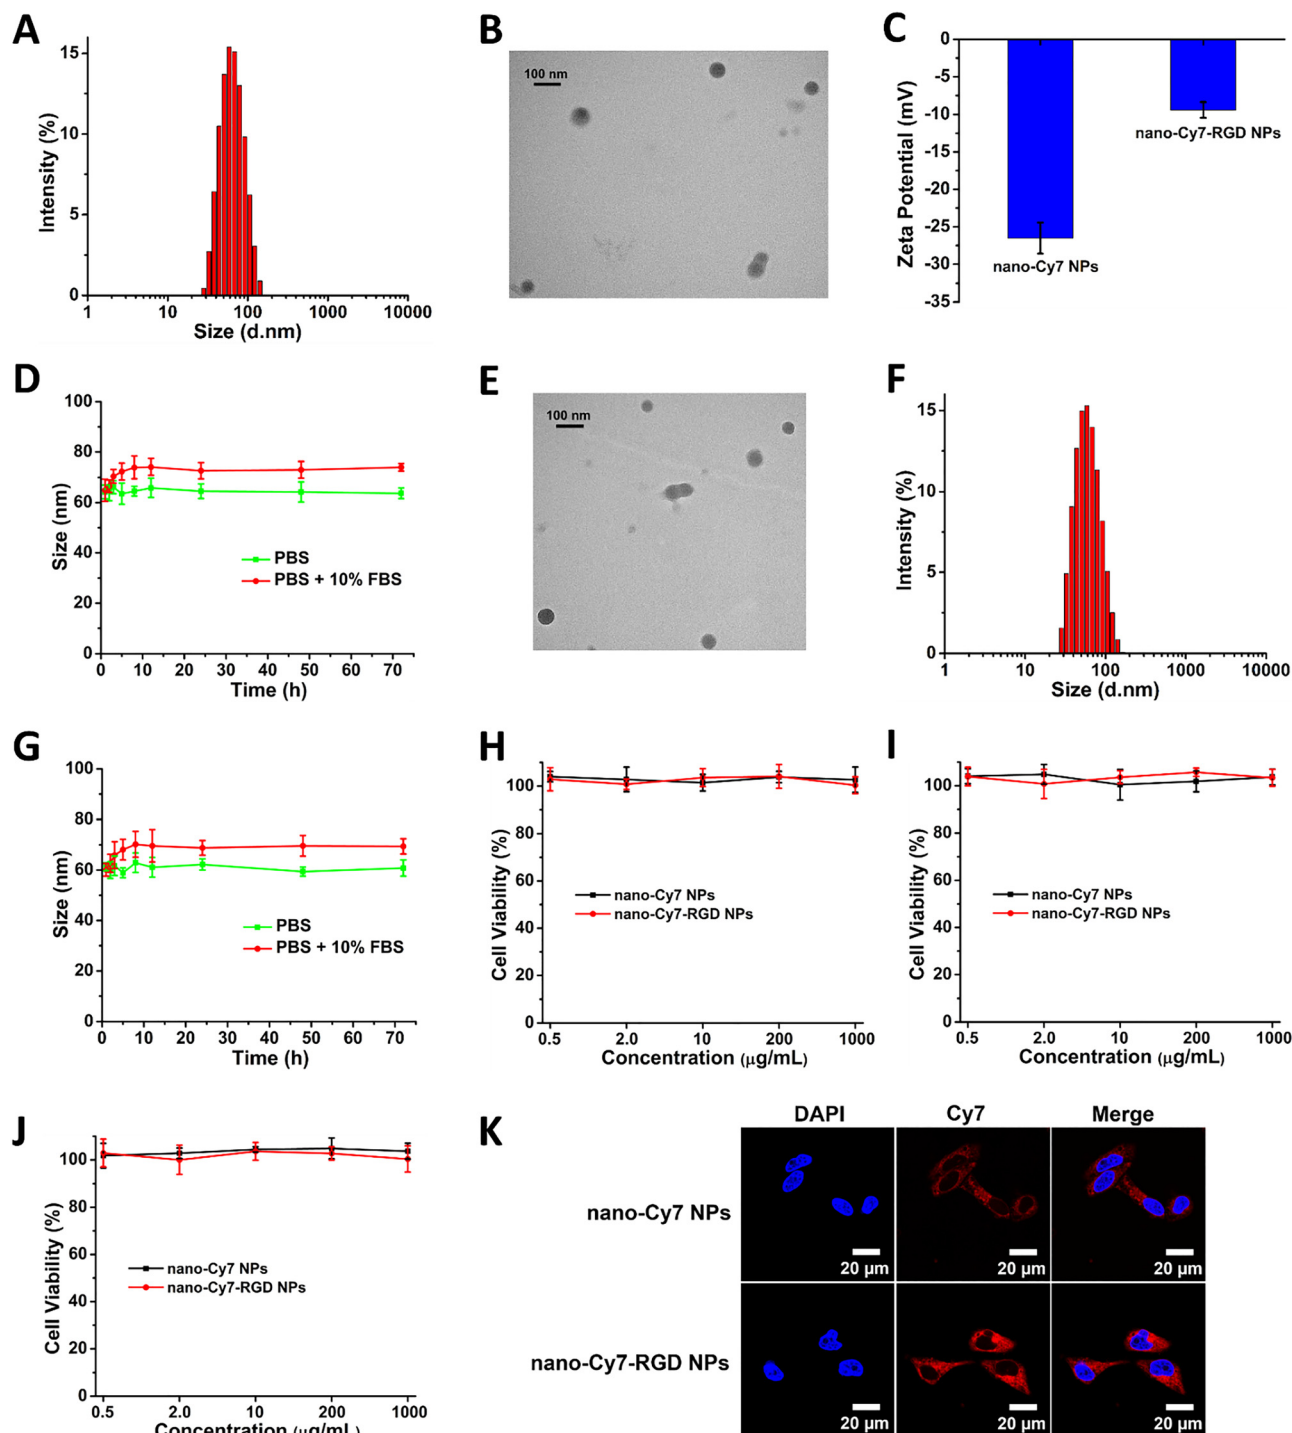 A
15
10
5
0
Intensity (%)
1 10 100 1000 10000
Size (d.nm)
B
100 nm
C
0
-5
-10
-15
-20
-25
-30
-35
Zeta Potential (mV)
nano-Cy7-RGD NPs
nano-Cy7 NPs
D
100
80
60
40
20
0
Size (nm)
PBS
PBS + 10% FBS
0 10 20 30 40 50 60 70
Time (h)
E
100 nm
F
15
10
5
0
Intensity (%)
1 10 100 1000 10000
Size (d.nm)
G
100
80
60
40
20
0
Size (nm)
PBS
PBS + 10% FBS
0 10 20 30 40 50 60 70
Time (h)
H
100
80
60
40
20
0
Cell Viability (%)
nano-Cy7 NPs
nano-Cy7-RGD NPs
0.5 2.0 10 200 1000
Concentration (μg/mL)
I
100
80
60
40
20
0
Cell Viability (%)
nano-Cy7 NPs
nano-Cy7-RGD NPs
0.5 2.0 10 200 1000
Concentration (μg/mL)
J
100
80
60
40
20
0
Cell Viability (%)
nano-Cy7 NPs
nano-Cy7-RGD NPs
0.5 2.0 10 200 1000
Concentration (μg/mL)
K
DAPI Cy7 Merge
nano-Cy7 NPs
20 μm 20 μm 20 μm
nano-Cy7-RGD NPs
20 μm 20 μm 20 μm